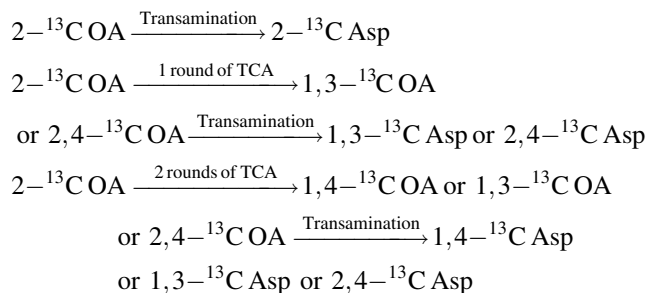 2−¹³C OA —Transamination→ 2−¹³C Asp
2−¹³C OA —1 round of TCA→ 1,3−¹³C OA
or 2,4−¹³C OA —Transamination→ 1,3−¹³C Asp or 2,4−¹³C Asp
2−¹³C OA —2 rounds of TCA→ 1,4−¹³C OA or 1,3−¹³C OA
or 2,4−¹³C OA —Transamination→ 1,4−¹³C Asp
or 1,3−¹³C Asp or 2,4−¹³C Asp